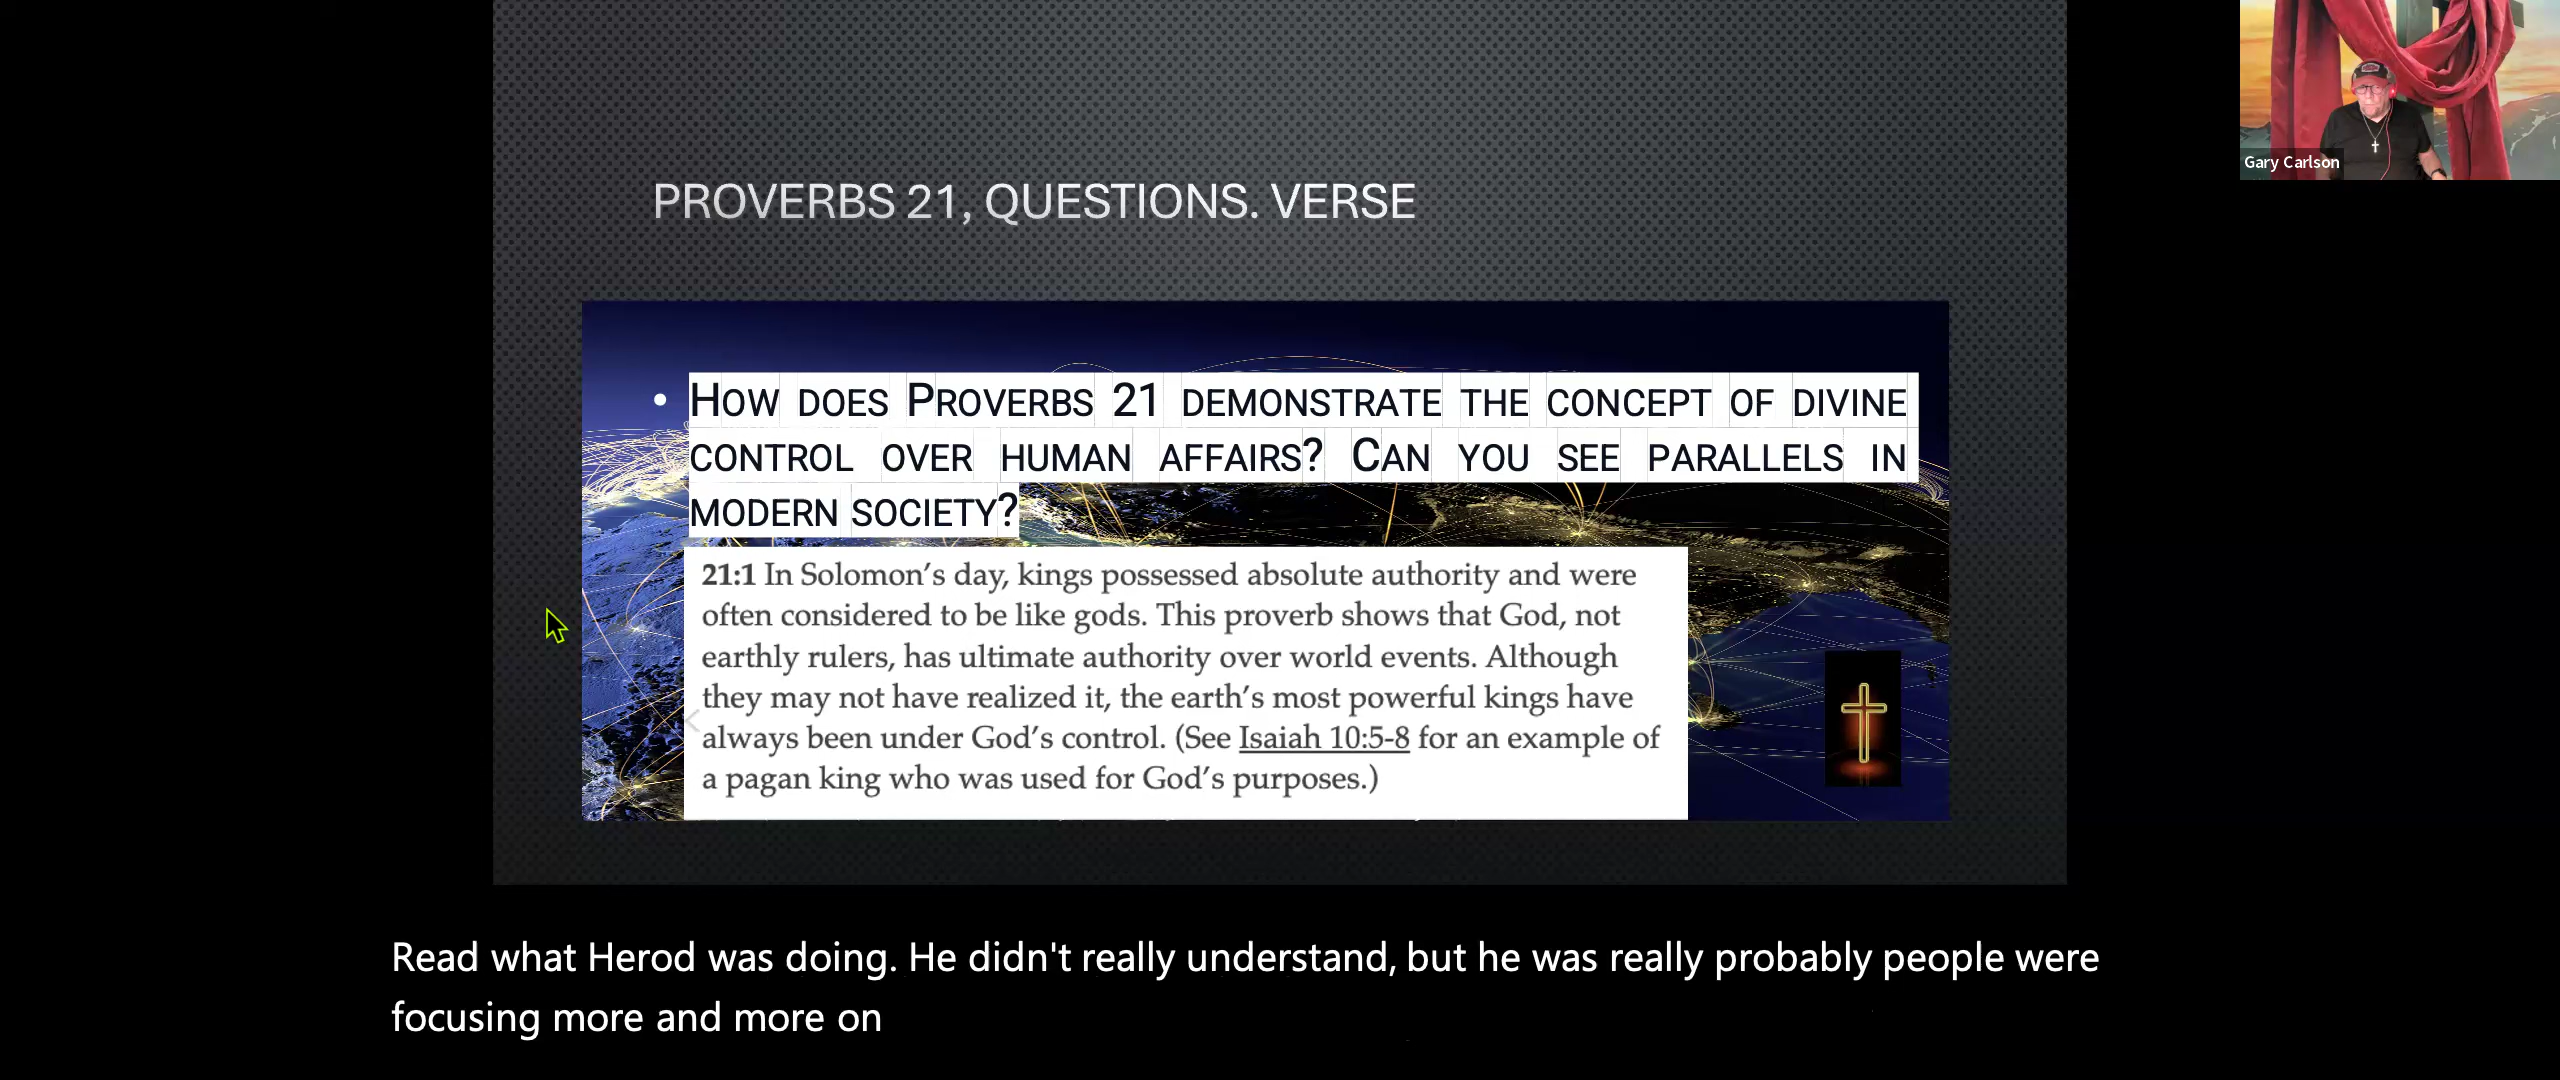 PROVERBS 21, QUESTIONS. VERSE
Gary Carlson
• HOW DOES PROVERBS 21 DEMONSTRATE THE CONCEPT OF DIVINE
CONTROL OVER HUMAN AFFAIRS? CAN YOU SEE PARALLELS IN
MODERN SOCIETY?
21:1 In Solomon's day, kings possessed absolute authority and were
often considered to be like gods. This proverb shows that God, not
earthly rulers, has ultimate authority over world events. Although
they may not have realized it, the earth's most powerful kings have
always been under God's control. (See Isaiah 10:5-8 for an example of
a pagan king who was used for God's purposes.)
Read what Herod was doing. He didn't really understand, but he was really probably people were
focusing more and more on